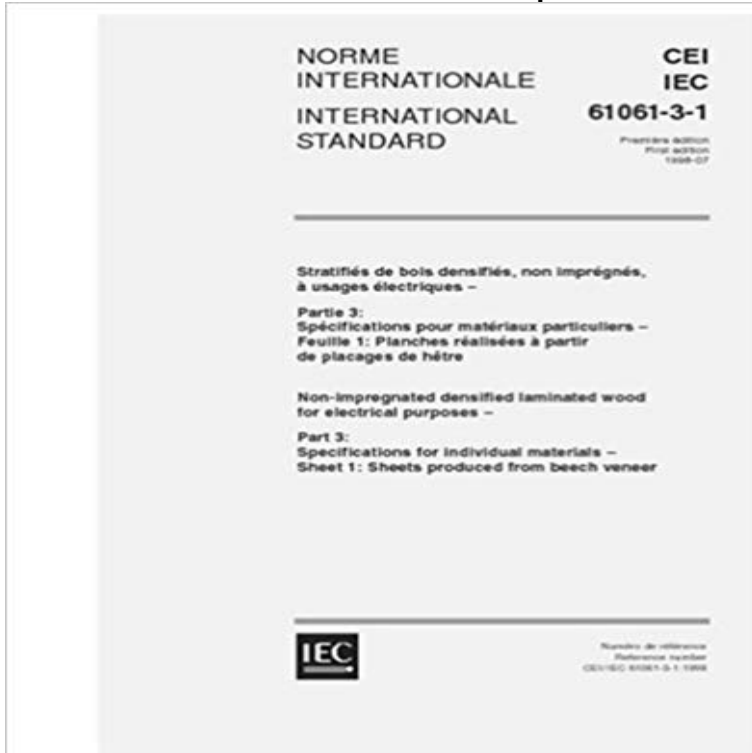 NORME
INTERNATIONALE
INTERNATIONAL
STANDARD
CEI
IEC
61061-3-1
Première édition
First edition
1998-07
Stratifiés de bois densifiés, non imprégnés,
à usages électriques –
Partie 3:
Spécifications pour matériaux particuliers –
Feuille 1: Planches réalisées à partir
de placages de hêtre
Non-impregnated densified laminated wood
for electrical purposes –
Part 3:
Specifications for individual materials –
Sheet 1: Sheets produced from beech veneer
IEC
Numéro de référence
Reference number
CEI/IEC 61061-3-1:1998